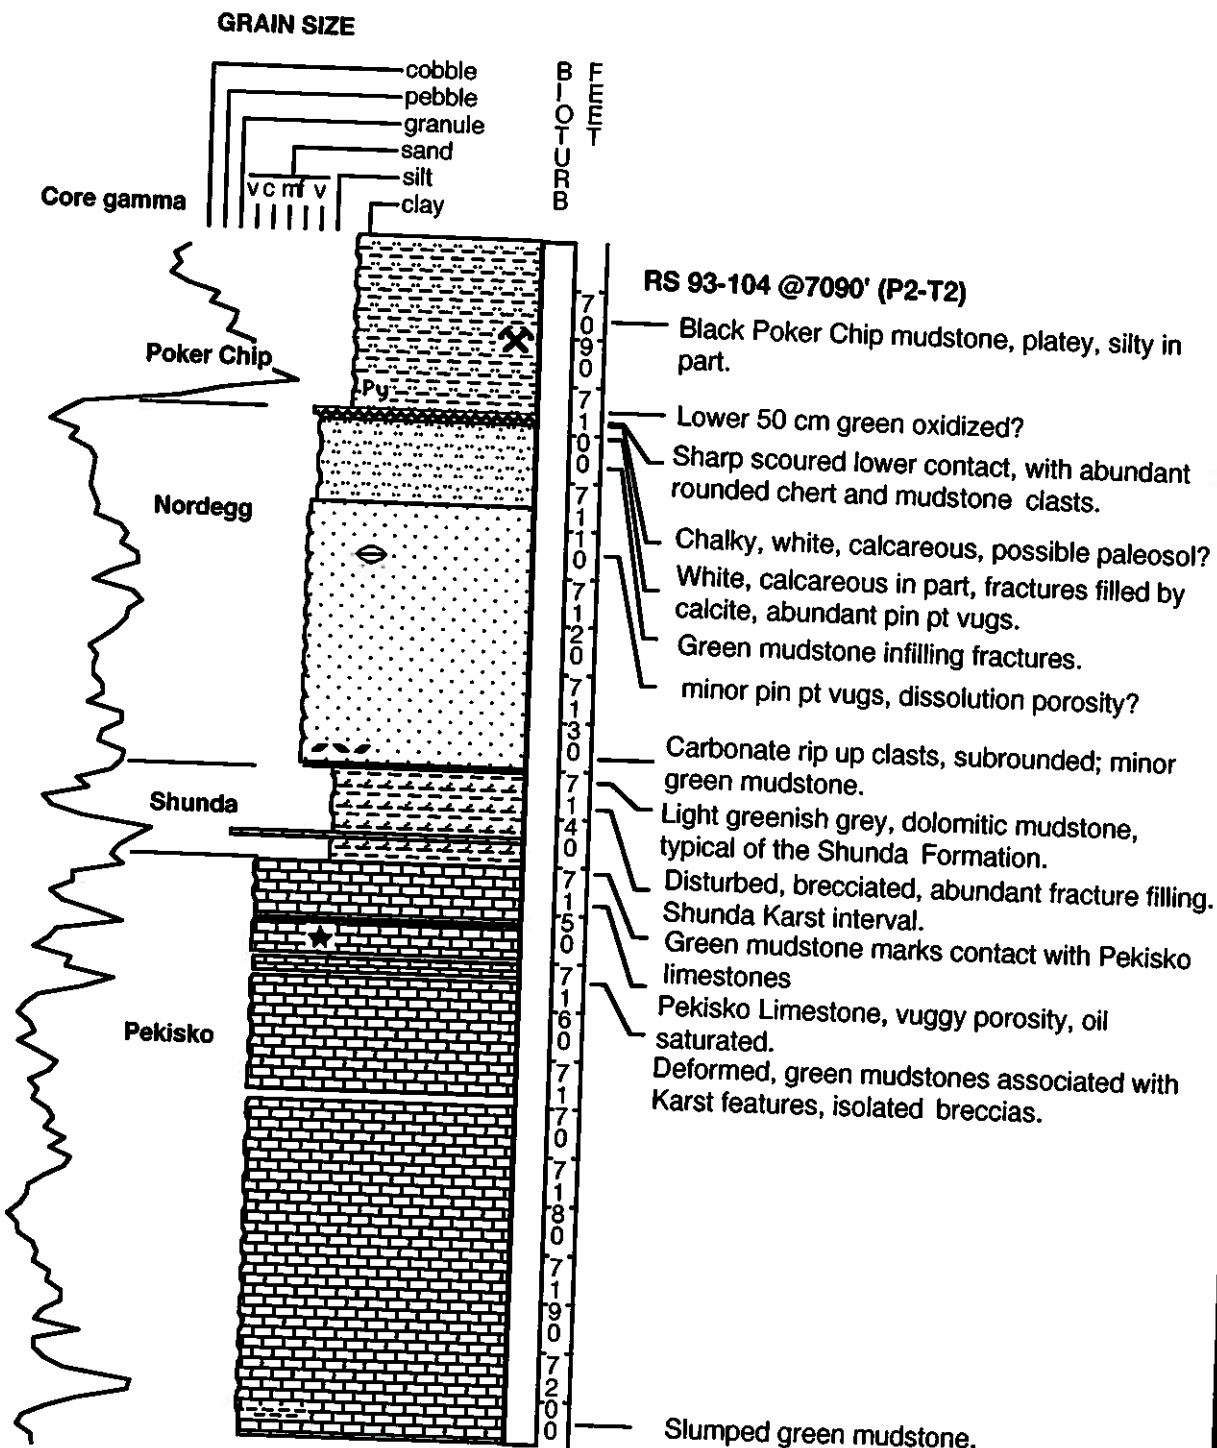 GRAIN SIZE
cobble
pebble
granule
sand
silt
clay
v c m f v
BIOTURB
FEET
Core gamma
Poker Chip
Nordegg
Shunda
Pekisko
Py
7090
7100
7110
7120
7130
7140
7150
7160
7170
7180
7190
7200
RS 93-104 @7090' (P2-T2)
Black Poker Chip mudstone, platey, silty in
part.
Lower 50 cm green oxidized?
Sharp scoured lower contact, with abundant
rounded chert and mudstone clasts.
Chalky, white, calcareous, possible paleosol?
White, calcareous in part, fractures filled by
calcite, abundant pin pt vugs.
Green mudstone infilling fractures.
minor pin pt vugs, dissolution porosity?
Carbonate rip up clasts, subrounded; minor
green mudstone.
Light greenish grey, dolomitic mudstone,
typical of the Shunda Formation.
Disturbed, brecciated, abundant fracture filling.
Shunda Karst interval.
Green mudstone marks contact with Pekisko
limestones
Pekisko Limestone, vuggy porosity, oil
saturated.
Deformed, green mudstones associated with
Karst features, isolated breccias.
Slumped green mudstone.